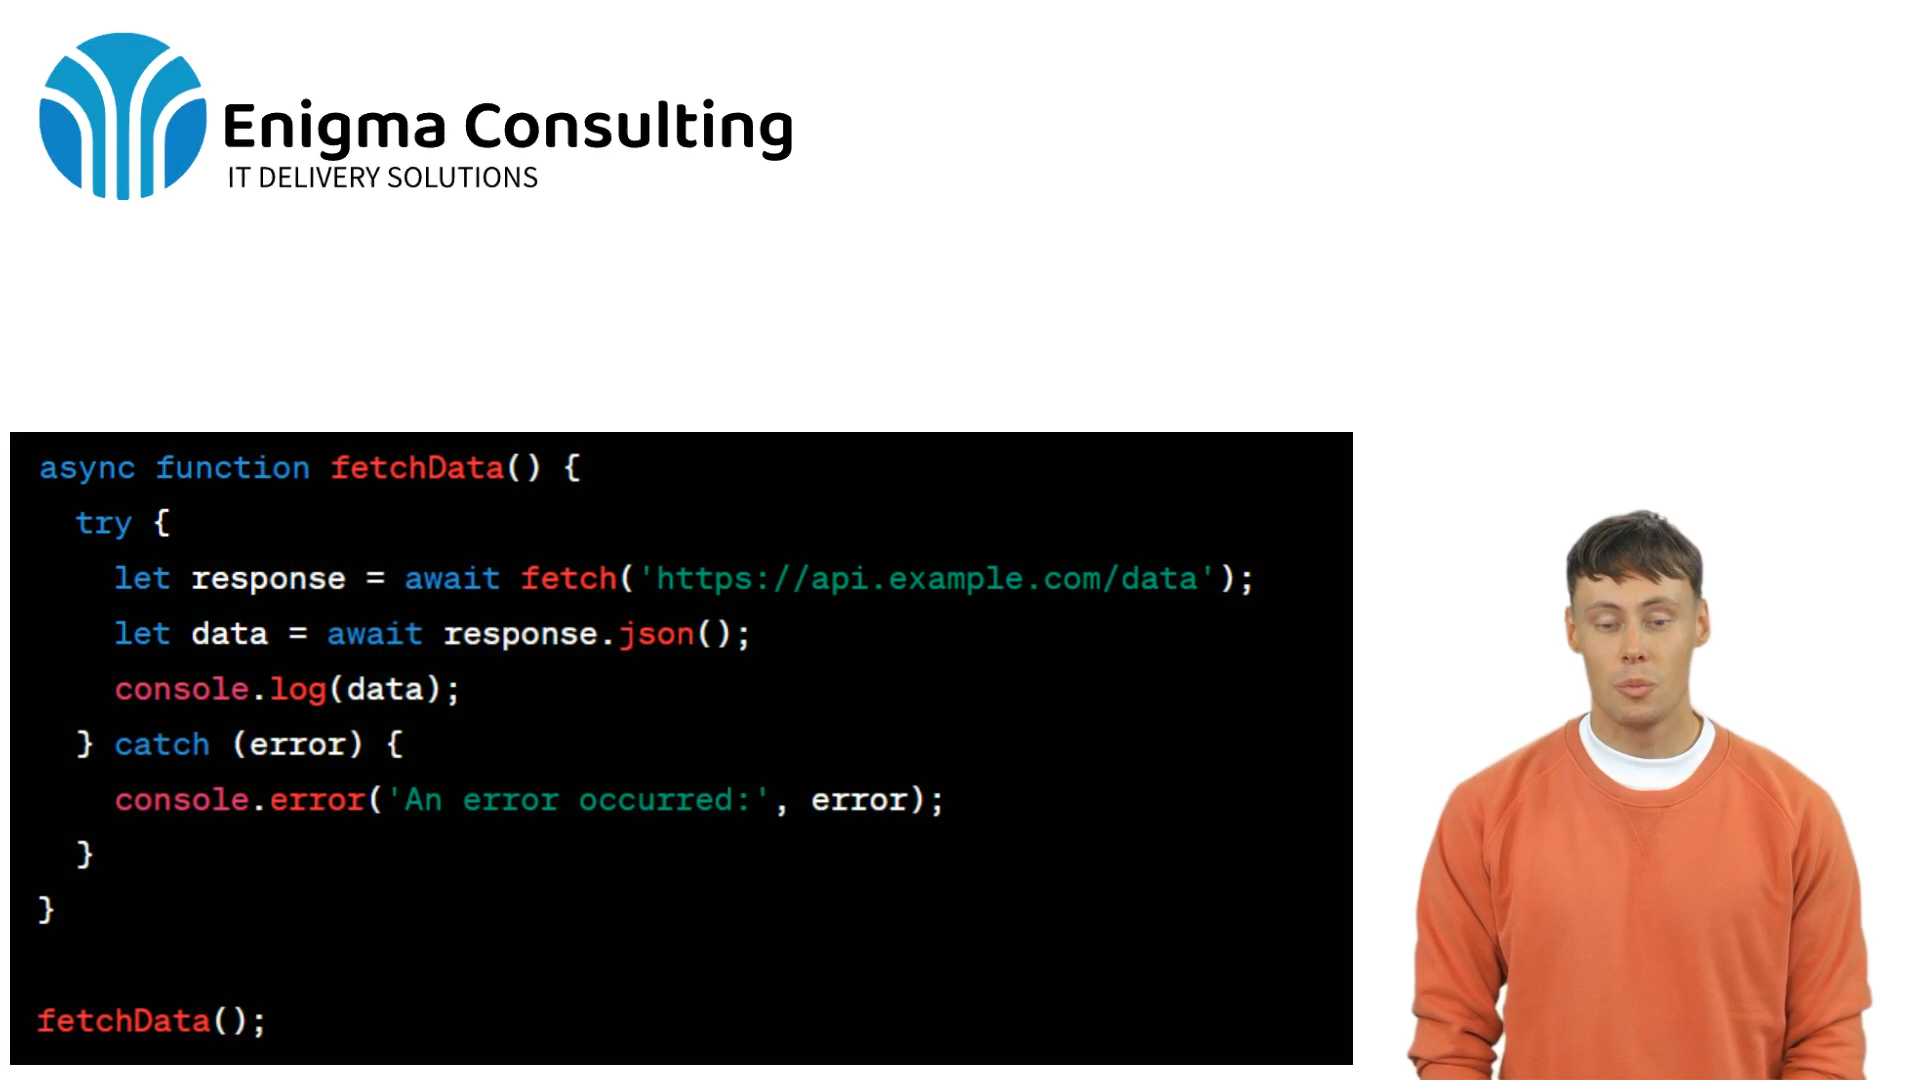 Enigma Consulting
IT DELIVERY SOLUTIONS
async function fetchData() {
  try {
    let response = await fetch('https://api.example.com/data');
    let data = await response.json();
    console.log(data);
  } catch (error) {
    console.error('An error occurred:', error);
  }
}
fetchData();